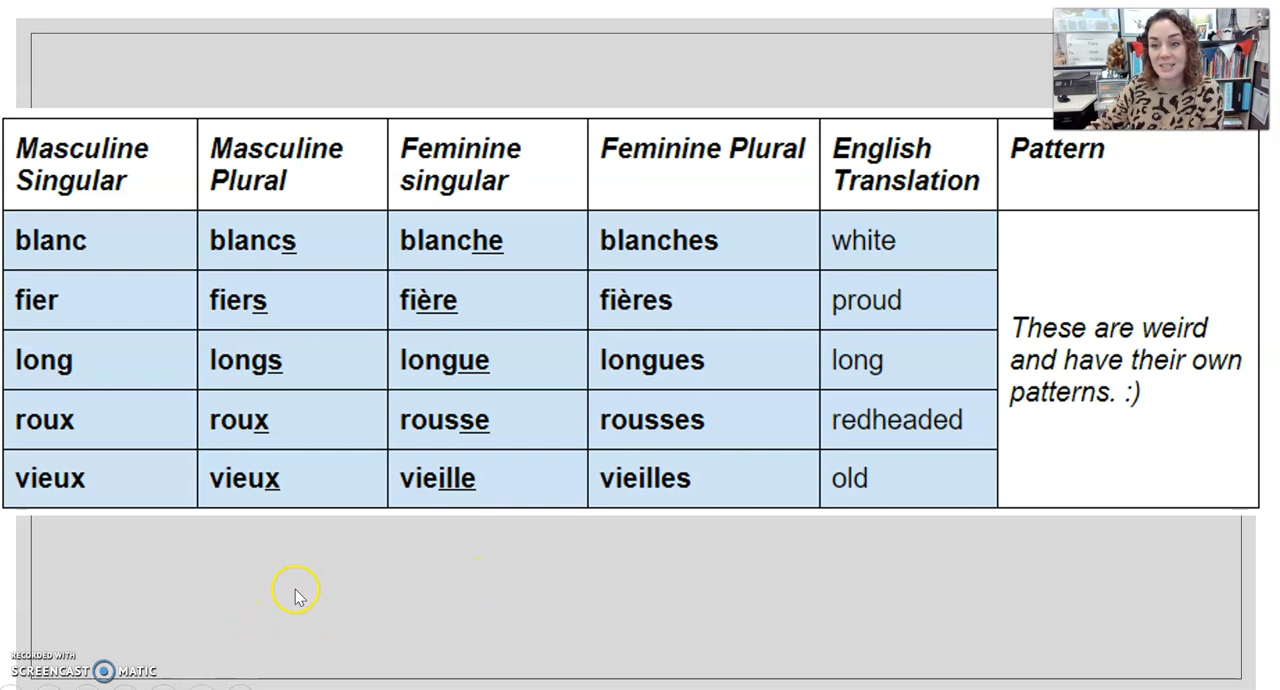 Masculine Singular Masculine Plural Feminine singular Feminine Plural English Translation Pattern
blanc blancs blanche blanches white
fier fiers fière fières proud
long longs longue longues long
roux roux rousse rousses redheaded
vieux vieux vieille vieilles old
These are weird
and have their own
patterns. :)
RECORDED WITH
SCREENCAST MATIC